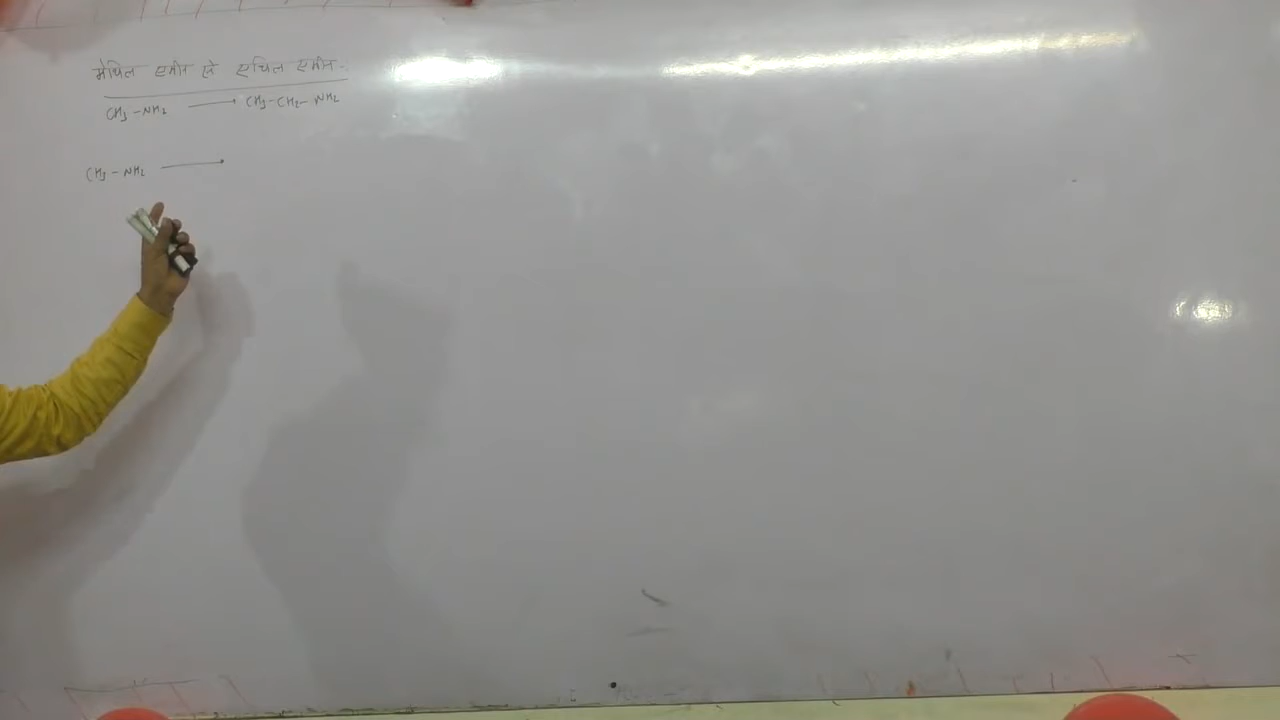 मेथिल एमीन से एथिल एमीन-
CH3-NH2 ⟶ CH3-CH2-NH2
CH3-NH2 ⟶